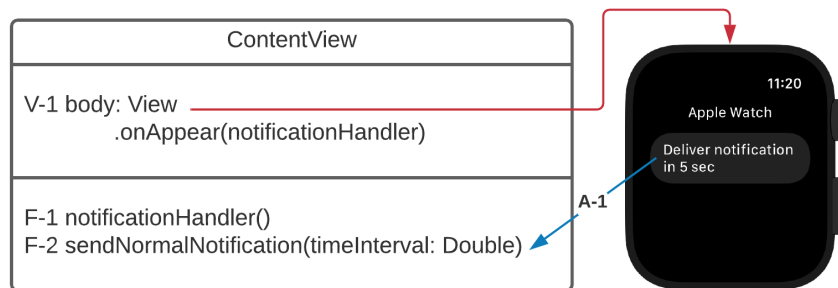 ContentView
V-1 body: View
.onAppear(notificationHandler)
F-1 notificationHandler()
F-2 sendNormalNotification(timeInterval: Double)
A-1
11:20
Apple Watch
Deliver notification
in 5 sec